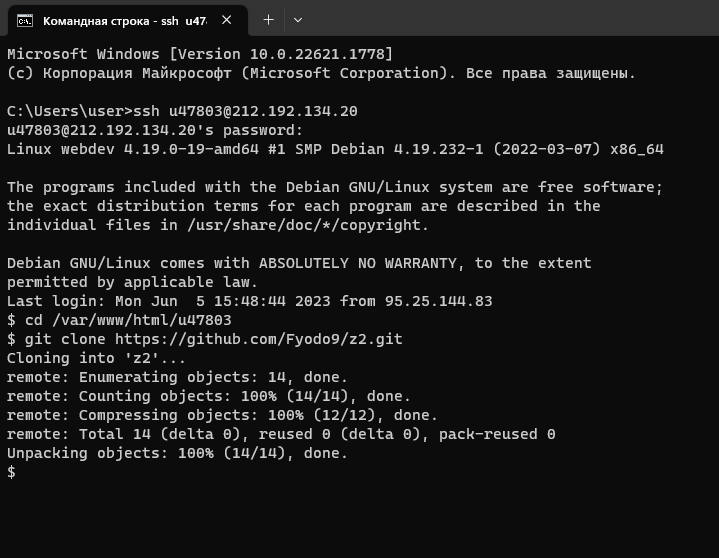 Командная строка - ssh u47
Microsoft Windows [Version 10.0.22621.1778]
(c) Корпорация Майкрософт (Microsoft Corporation). Все права защищены.
C:\Users\user>ssh u47803@212.192.134.20
u47803@212.192.134.20's password:
Linux webdev 4.19.0-19-amd64 #1 SMP Debian 4.19.232-1 (2022-03-07) x86_64
The programs included with the Debian GNU/Linux system are free software;
the exact distribution terms for each program are described in the
individual files in /usr/share/doc/*/copyright.
Debian GNU/Linux comes with ABSOLUTELY NO WARRANTY, to the extent
permitted by applicable law.
Last login: Mon Jun  5 15:48:44 2023 from 95.25.144.83
$ cd /var/www/html/u47803
$ git clone https://github.com/Fyodo9/z2.git
Cloning into 'z2'...
remote: Enumerating objects: 14, done.
remote: Counting objects: 100% (14/14), done.
remote: Compressing objects: 100% (12/12), done.
remote: Total 14 (delta 0), reused 0 (delta 0), pack-reused 0
Unpacking objects: 100% (14/14), done.
$